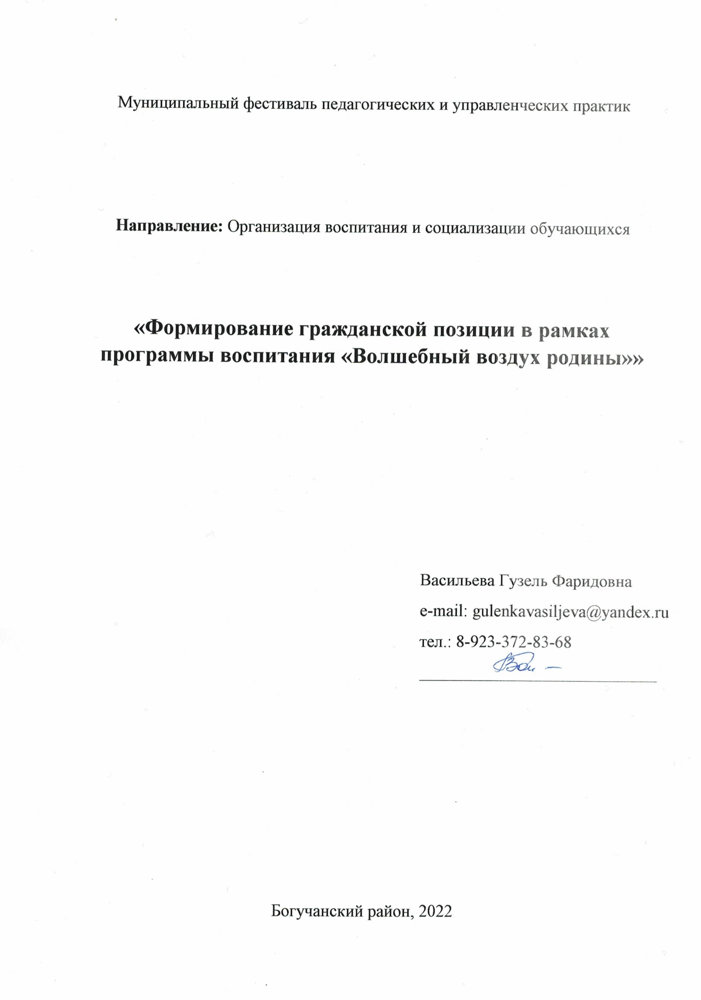 Муниципальный фестиваль педагогических и управленческих практик
Направление: Организация воспитания и социализации обучающихся
«Формирование гражданской позиции в рамках
программы воспитания «Волшебный воздух родины»»
Васильева Гузель Фаридовна
e-mail: gulenkavasiljeva@yandex.ru
тел.: 8-923-372-83-68
Богучанский район, 2022